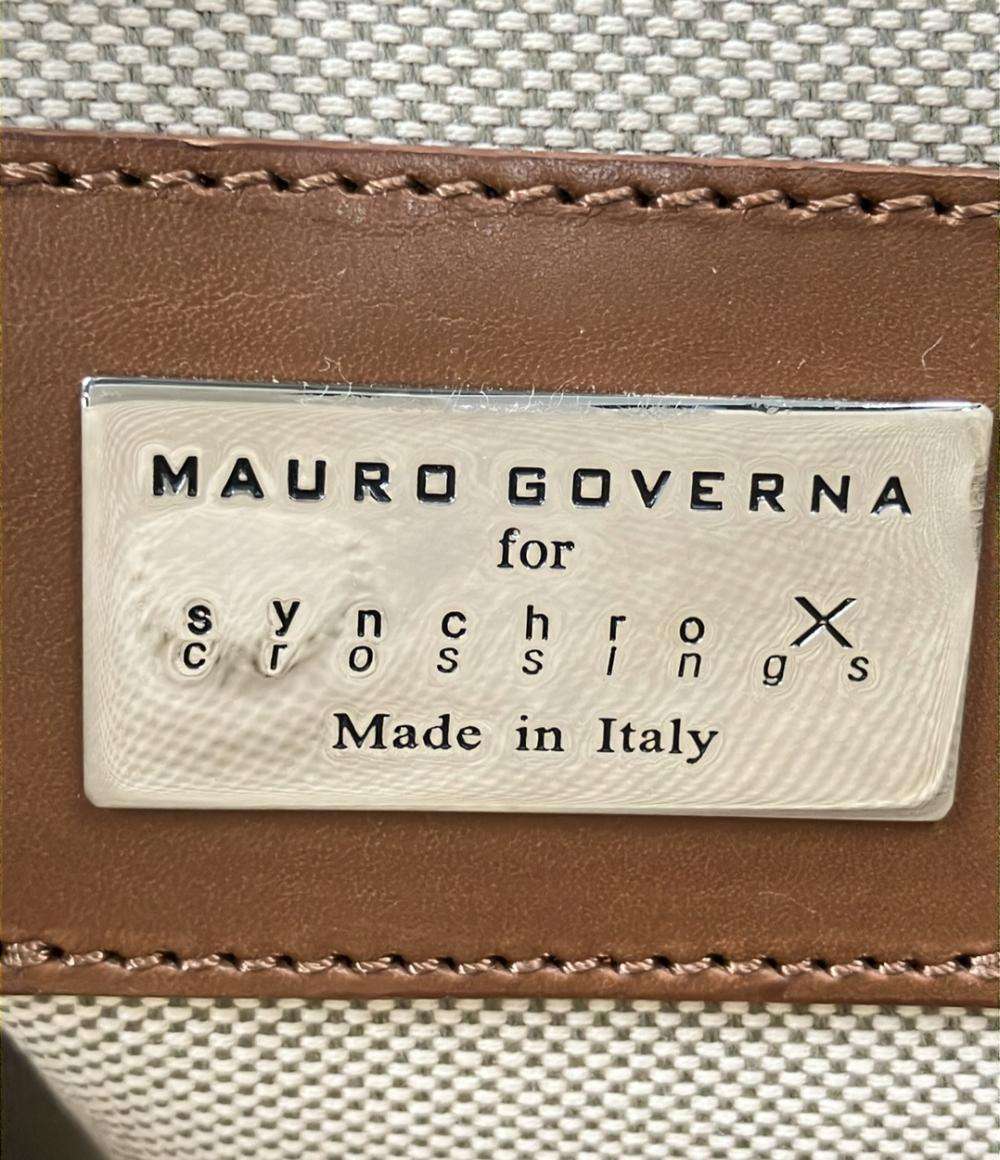 MAURO GOVERNA
for
synchroX
crossings
Made in Italy